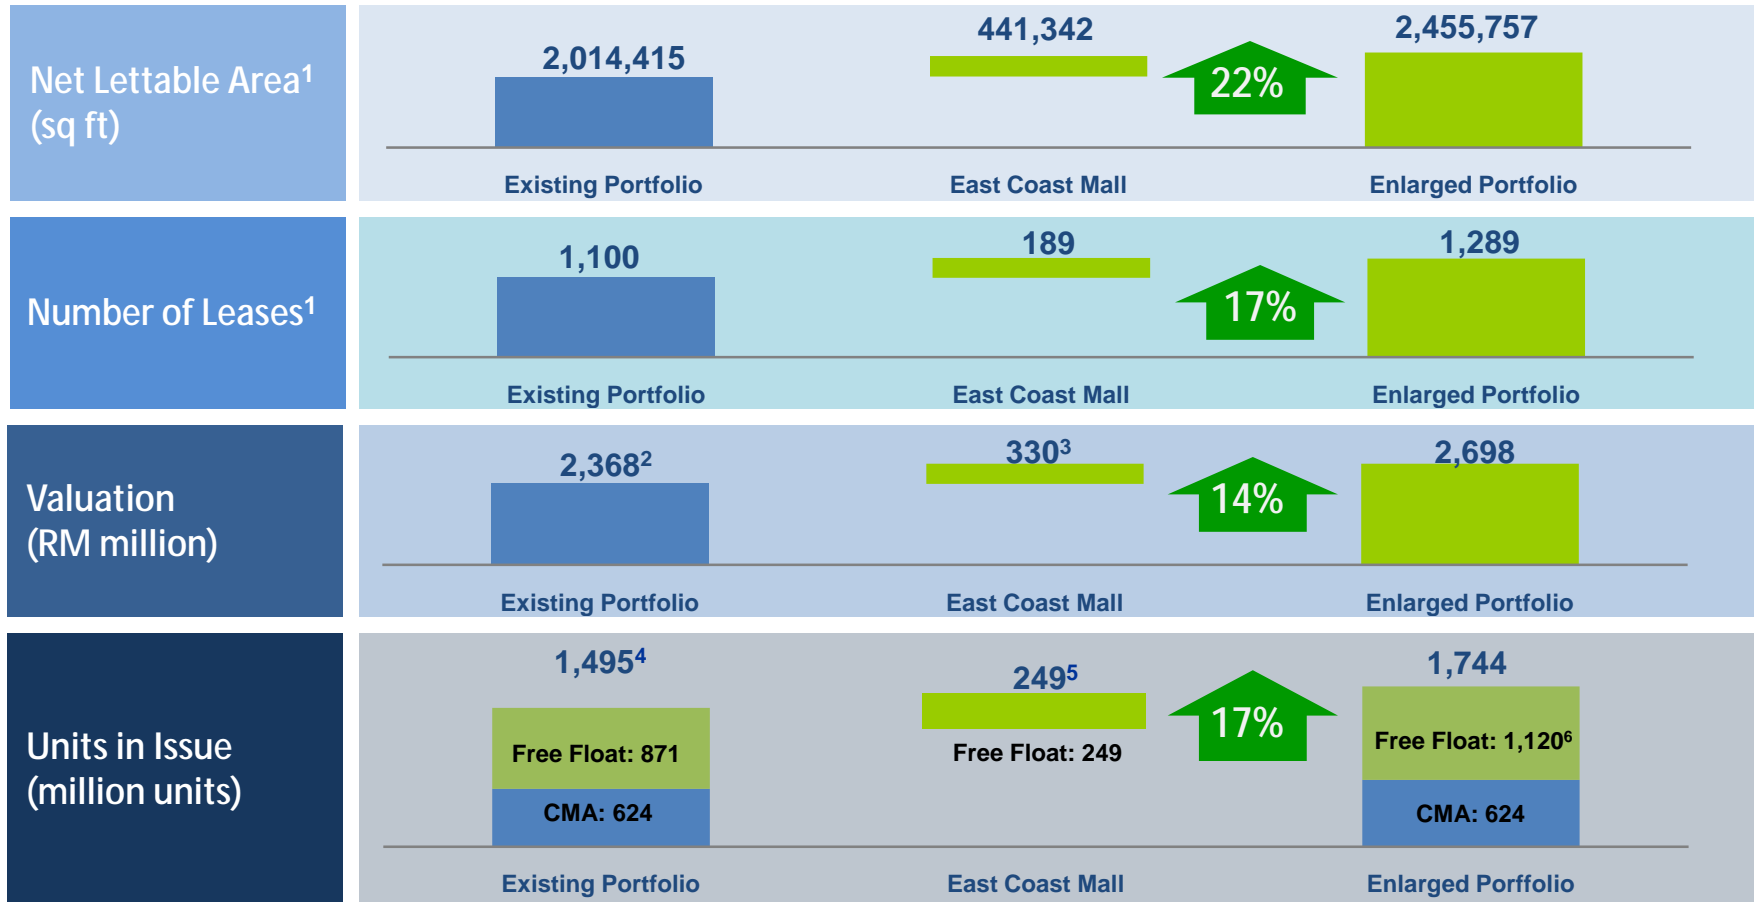 Net Lettable Area¹
(sq ft)
2,014,415
441,342
22%
2,455,757
Existing Portfolio
East Coast Mall
Enlarged Portfolio
Number of Leases¹
1,100
189
17%
1,289
Existing Portfolio
East Coast Mall
Enlarged Portfolio
Valuation
(RM million)
2,368²
330³
14%
2,698
Existing Portfolio
East Coast Mall
Enlarged Portfolio
Units in Issue
(million units)
1,495⁴
Free Float: 871
CMA: 624
249⁵
Free Float: 249
17%
1,744
Free Float: 1,120⁶
CMA: 624
Existing Portfolio
East Coast Mall
Enlarged Porffolio